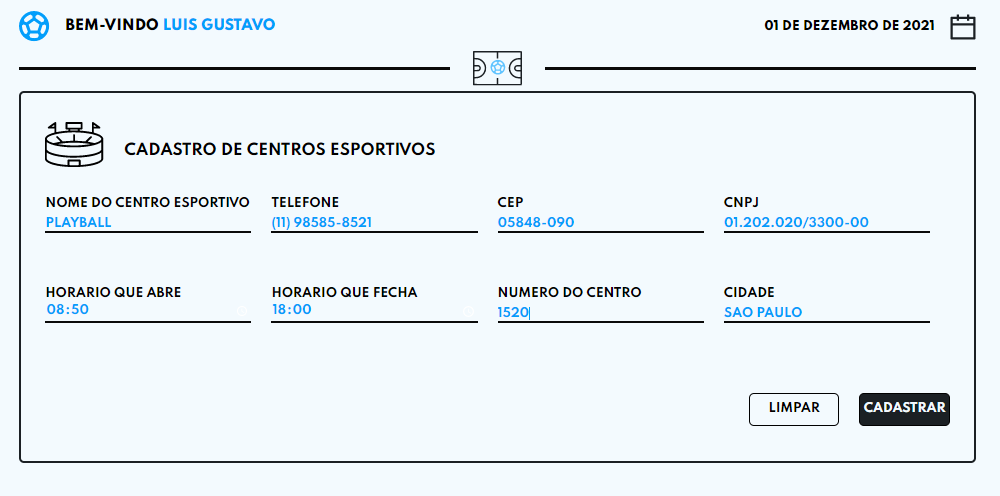 BEM-VINDO LUIS GUSTAVO
01 DE DEZEMBRO DE 2021
CADASTRO DE CENTROS ESPORTIVOS
NOME DO CENTRO ESPORTIVO
PLAYBALL
TELEFONE
(11) 98585-8521
CEP
05848-090
CNPJ
01.202.020/3300-00
HORARIO QUE ABRE
08:50
HORARIO QUE FECHA
18:00
NUMERO DO CENTRO
1520
CIDADE
SAO PAULO
LIMPAR
CADASTRAR